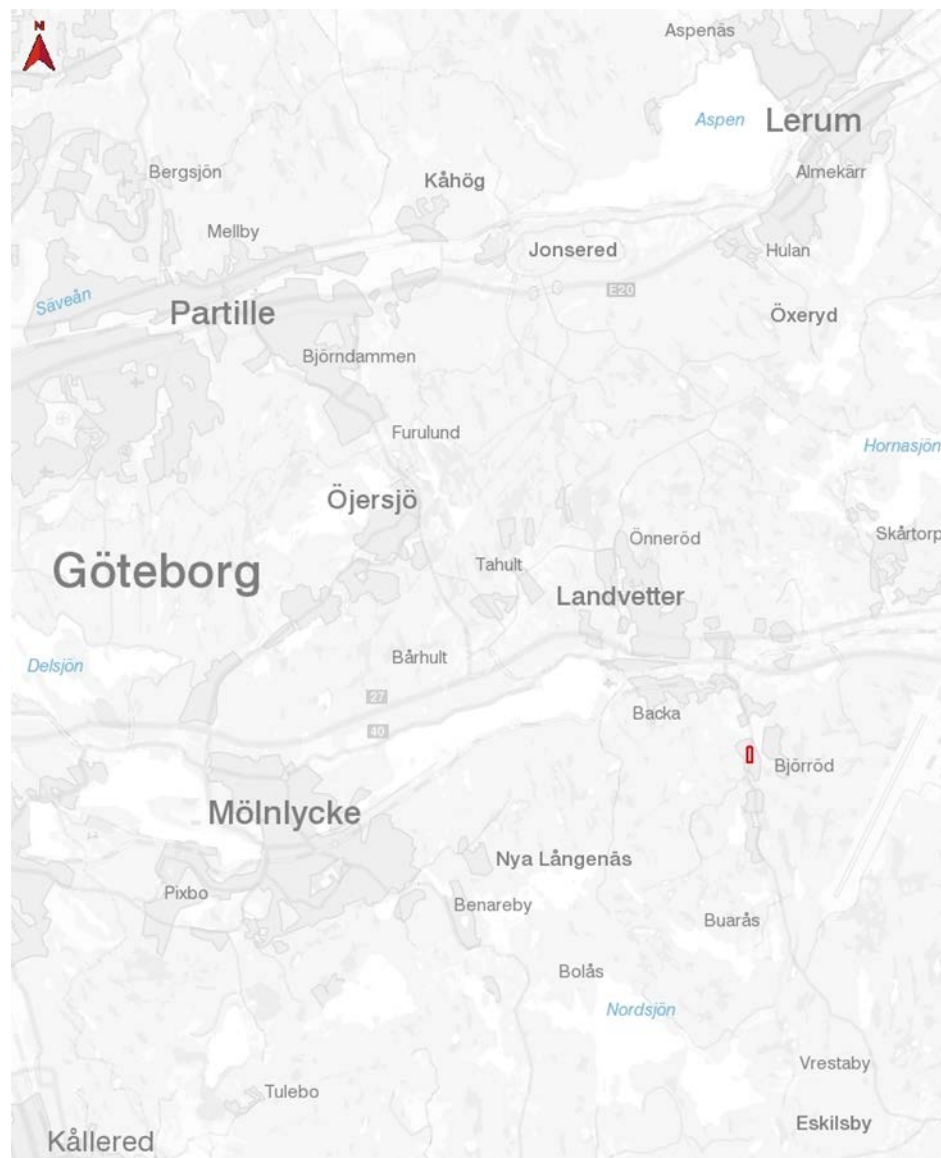 N
Aspenäs
Aspen
Lerum
Bergsjön
Almekärr
Kåhög
Mellby
Jonsered
Hulan
Säveån
E20
Partille
Öxeryd
Björndammen
Furulund
Hornasjön
Öjersjö
Skårtorp
Önneröd
Göteborg
Tahult
Landvetter
Delsjön
Bårhult
27
Backa
40
Björröd
Mölnlycke
Nya Långenäs
Pixbo
Benareby
Buarås
Bolås
Nordsjön
Vrestaby
Tulebo
Eskilsby
Kållered